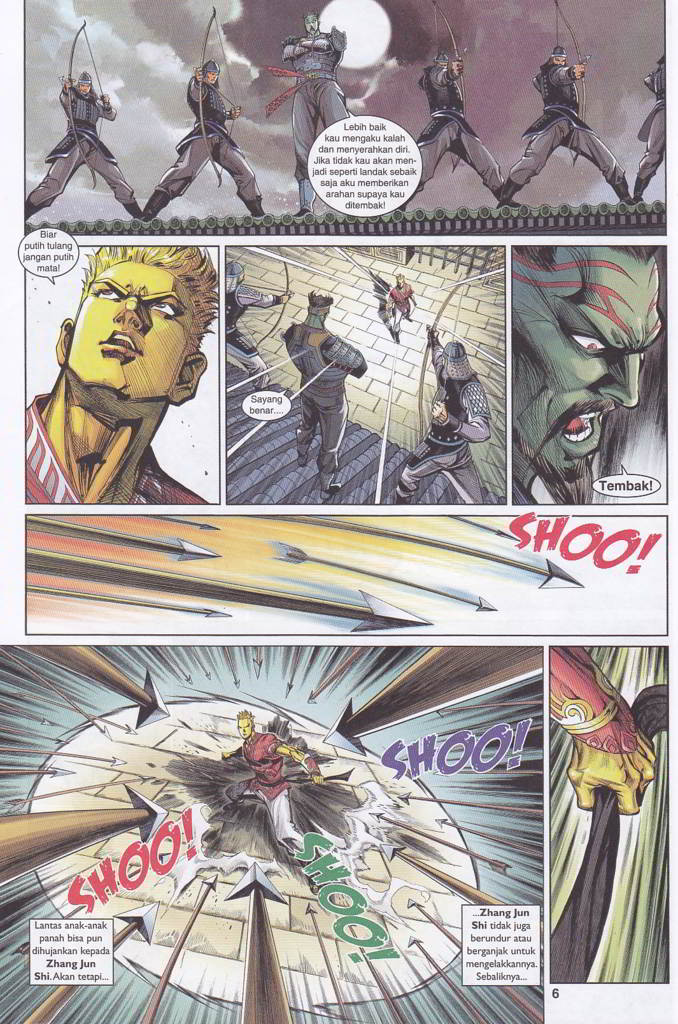 Lebih baik
kau mengaku kalah
dan menyerahkan diri.
Jika tidak kau akan men-
jadi seperti landak sebaik
saja aku memberikan
arahan supaya kau
ditembak!
Biar
putih tulang
jangan putih
mata!
Sayang
benar....
Tembak!
SHOO!
SHOO!
SHOO!
SHOO!
Lantas anak-anak
panah bisa pun
dihujankan kepada
Zhang Jun
Shi. Akan tetapi...
...Zhang Jun
Shi tidak juga
berundur atau
berganjak untuk
mengelakkannya.
Sebaliknya...
6